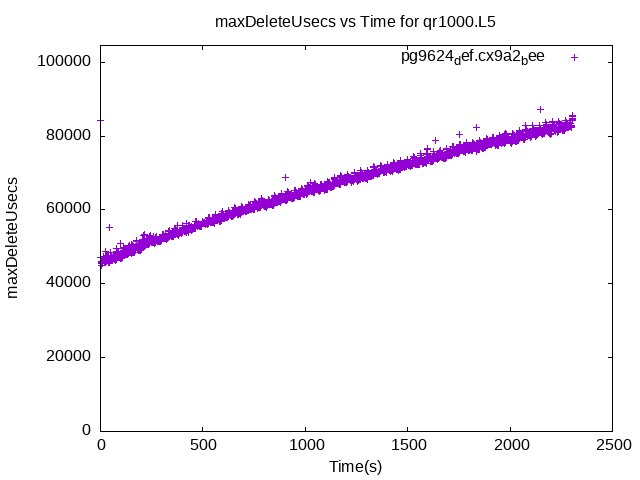 maxDeleteUsecs vs Time for qr1000.L5
pg9624def.cx9a2bee
maxDeleteUsecs
100000
80000
60000
40000
20000
0
0 500 1000 1500 2000 2500
Time(s)